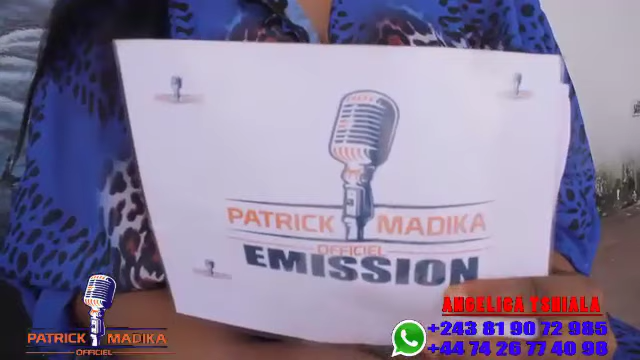 PATRICK MADIKA
OFFICIEL
EMISSION
PATRICK MADIKA
OFFICIEL
ANGELICA TSHIALA
+243 81 90 72 985
+44 74 26 77 40 98